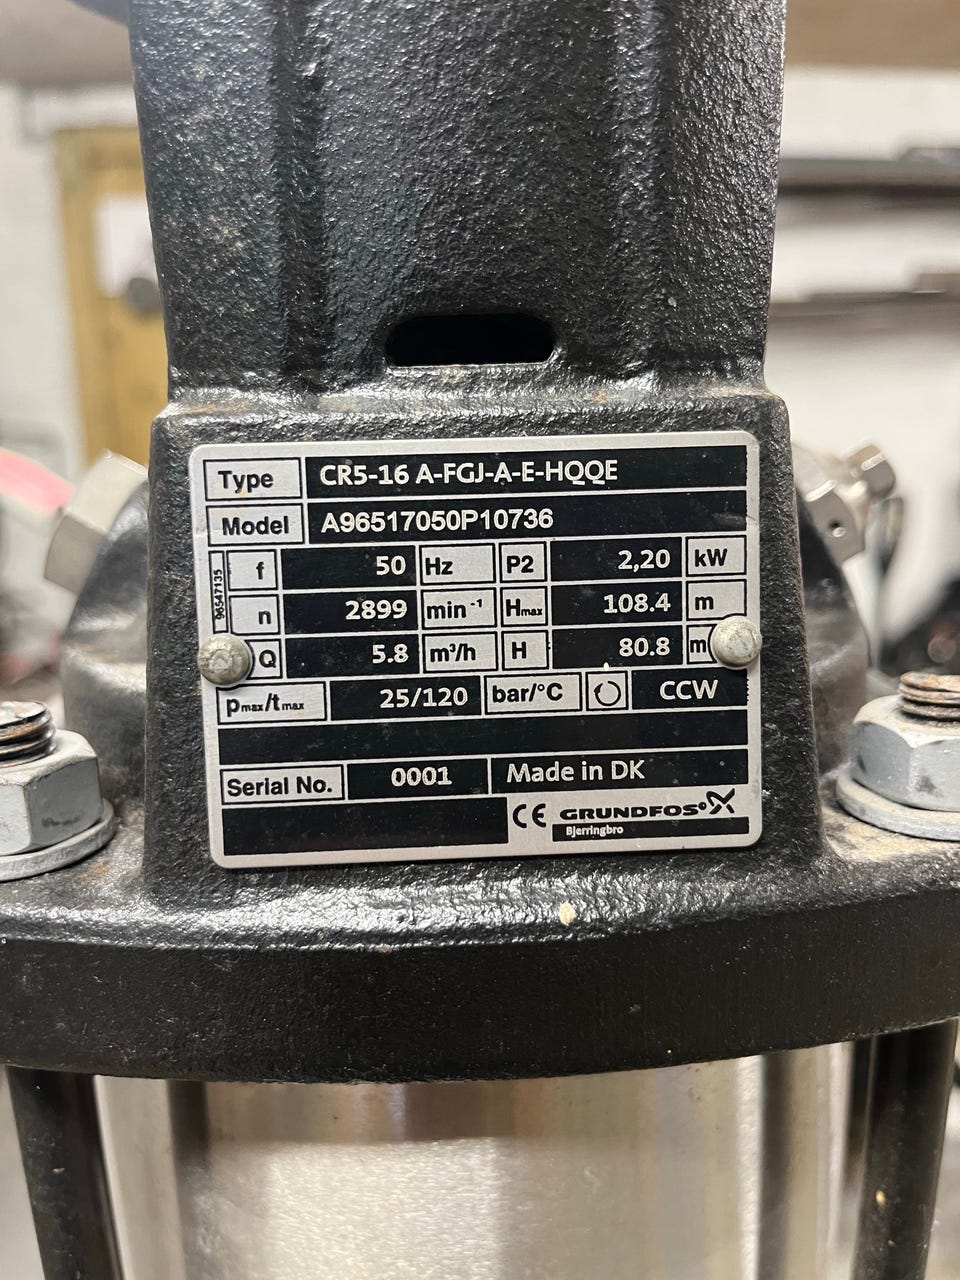 Type CR5-16 A-FGJ-A-E-HQQE
Model A96517050P10736
96547135
f 50 Hz P2 2,20 kW
n 2899 min⁻¹ Hmax 108.4 m
Q 5.8 m³/h H 80.8 m
pmax/tmax 25/120 bar/°C CCW
Serial No. 0001 Made in DK
CE GRUNDFOS
Bjerringbro